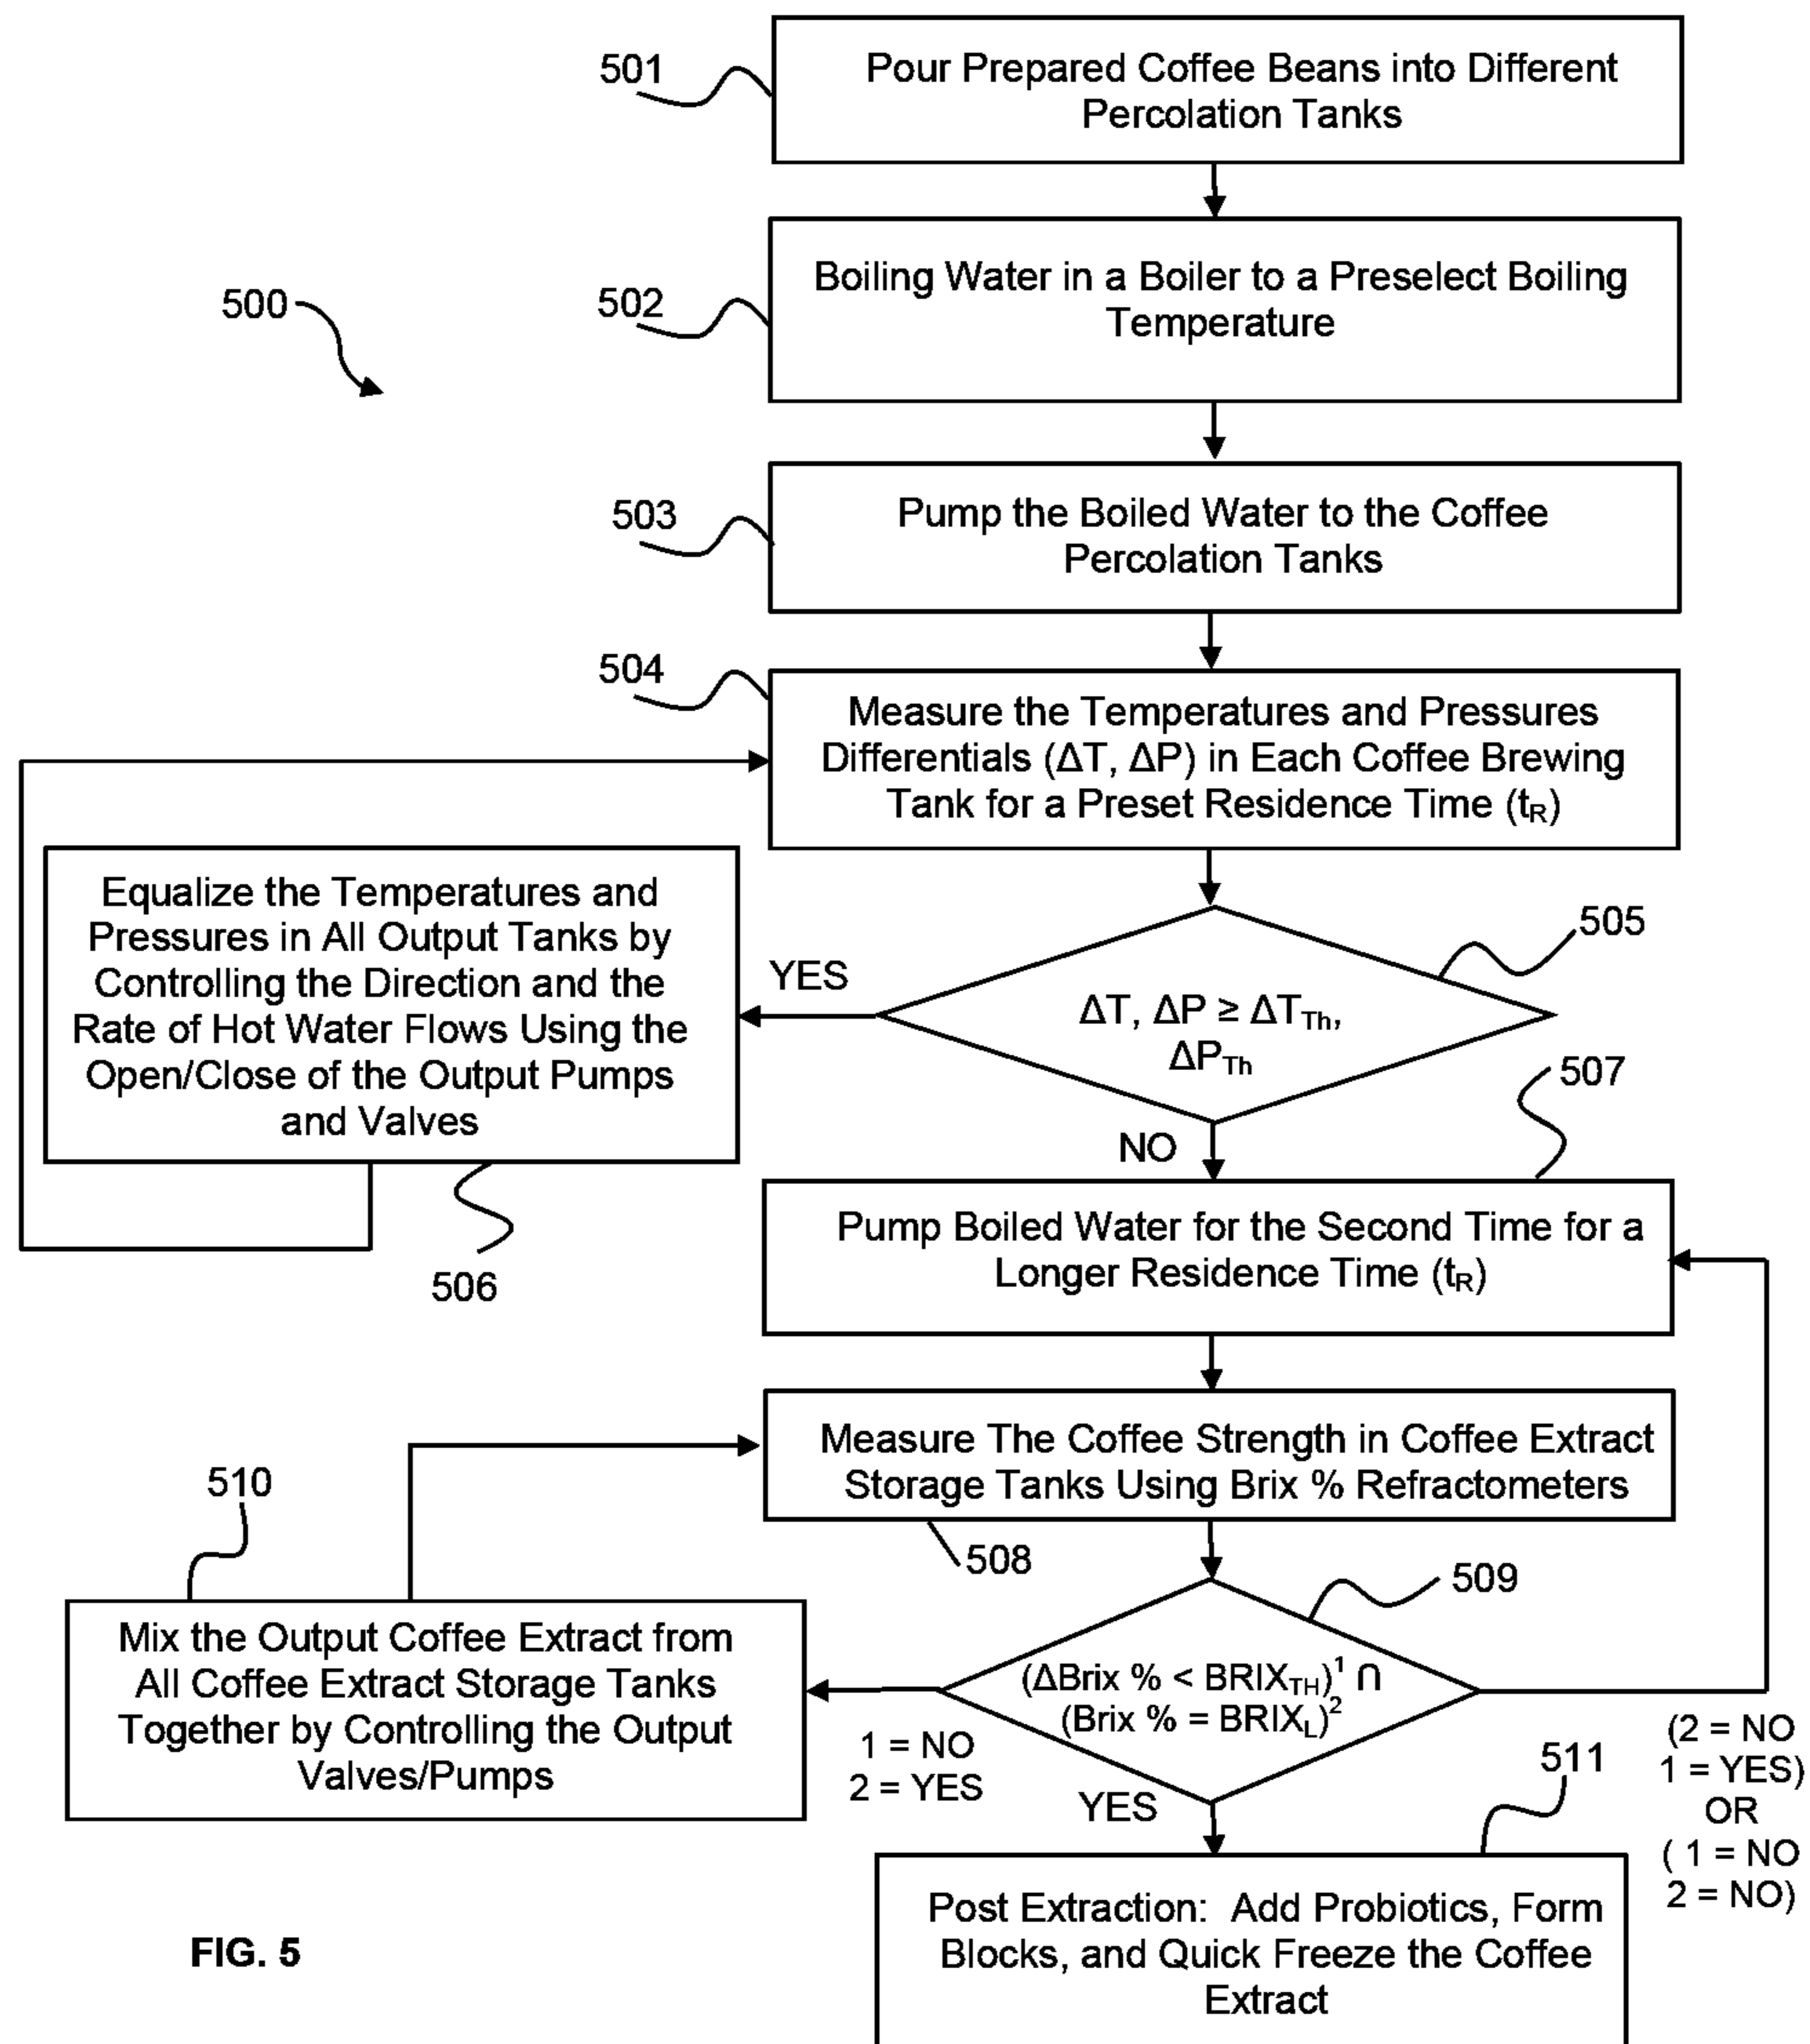 501
Pour Prepared Coffee Beans into Different
Percolation Tanks
500
502
Boiling Water in a Boiler to a Preselect Boiling
Temperature
503
Pump the Boiled Water to the Coffee
Percolation Tanks
504
Measure the Temperatures and Pressures
Differentials (ΔT, ΔP) in Each Coffee Brewing
Tank for a Preset Residence Time (tR)
Equalize the Temperatures and
Pressures in All Output Tanks by
Controlling the Direction and the
Rate of Hot Water Flows Using the
Open/Close of the Output Pumps
and Valves
506
YES
505
ΔT, ΔP ≥ ΔTTh,
ΔPTh
NO
507
Pump Boiled Water for the Second Time for a
Longer Residence Time (tR)
Measure The Coffee Strength in Coffee Extract
Storage Tanks Using Brix % Refractometers
508
510
Mix the Output Coffee Extract from
All Coffee Extract Storage Tanks
Together by Controlling the Output
Valves/Pumps
509
(ΔBrix % < BRIXTH)1 ∩
(Brix % = BRIXL)2
1 = NO
2 = YES
YES
(2 = NO
1 = YES)
OR
( 1 = NO
2 = NO)
511
Post Extraction: Add Probiotics, Form
Blocks, and Quick Freeze the Coffee
Extract
FIG. 5